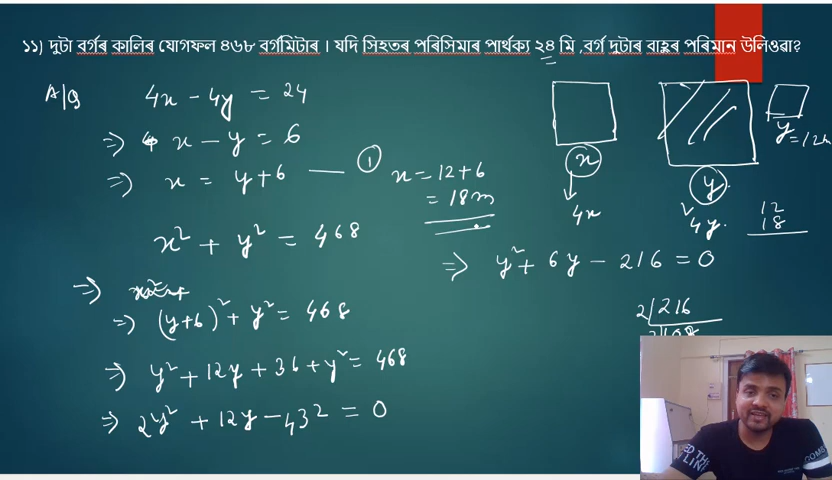 ১১) দুটা বৰ্গৰ কালিৰ যোগফল ৪৬৮ বৰ্গমিটাৰ । যদি সিহতৰ পৰিসিমাৰ পাৰ্থক্য ২৪ মি ,বৰ্গ দুটাৰ বাহুৰ পৰিমান উলিওৱা?
A/Q 4x - 4y = 24
⇒ x - y = 6
⇒ x = y+6 — ①
x² + y² = 468
⇒ (y+6)² + y² = 468
⇒ y² + 12y + 36 + y² = 468
⇒ 2y² + 12y - 432 = 0
x = 12 + 6
= 18m
x
4x
y
4y
y
12
18
⇒ y² + 6y - 216 = 0
2 216